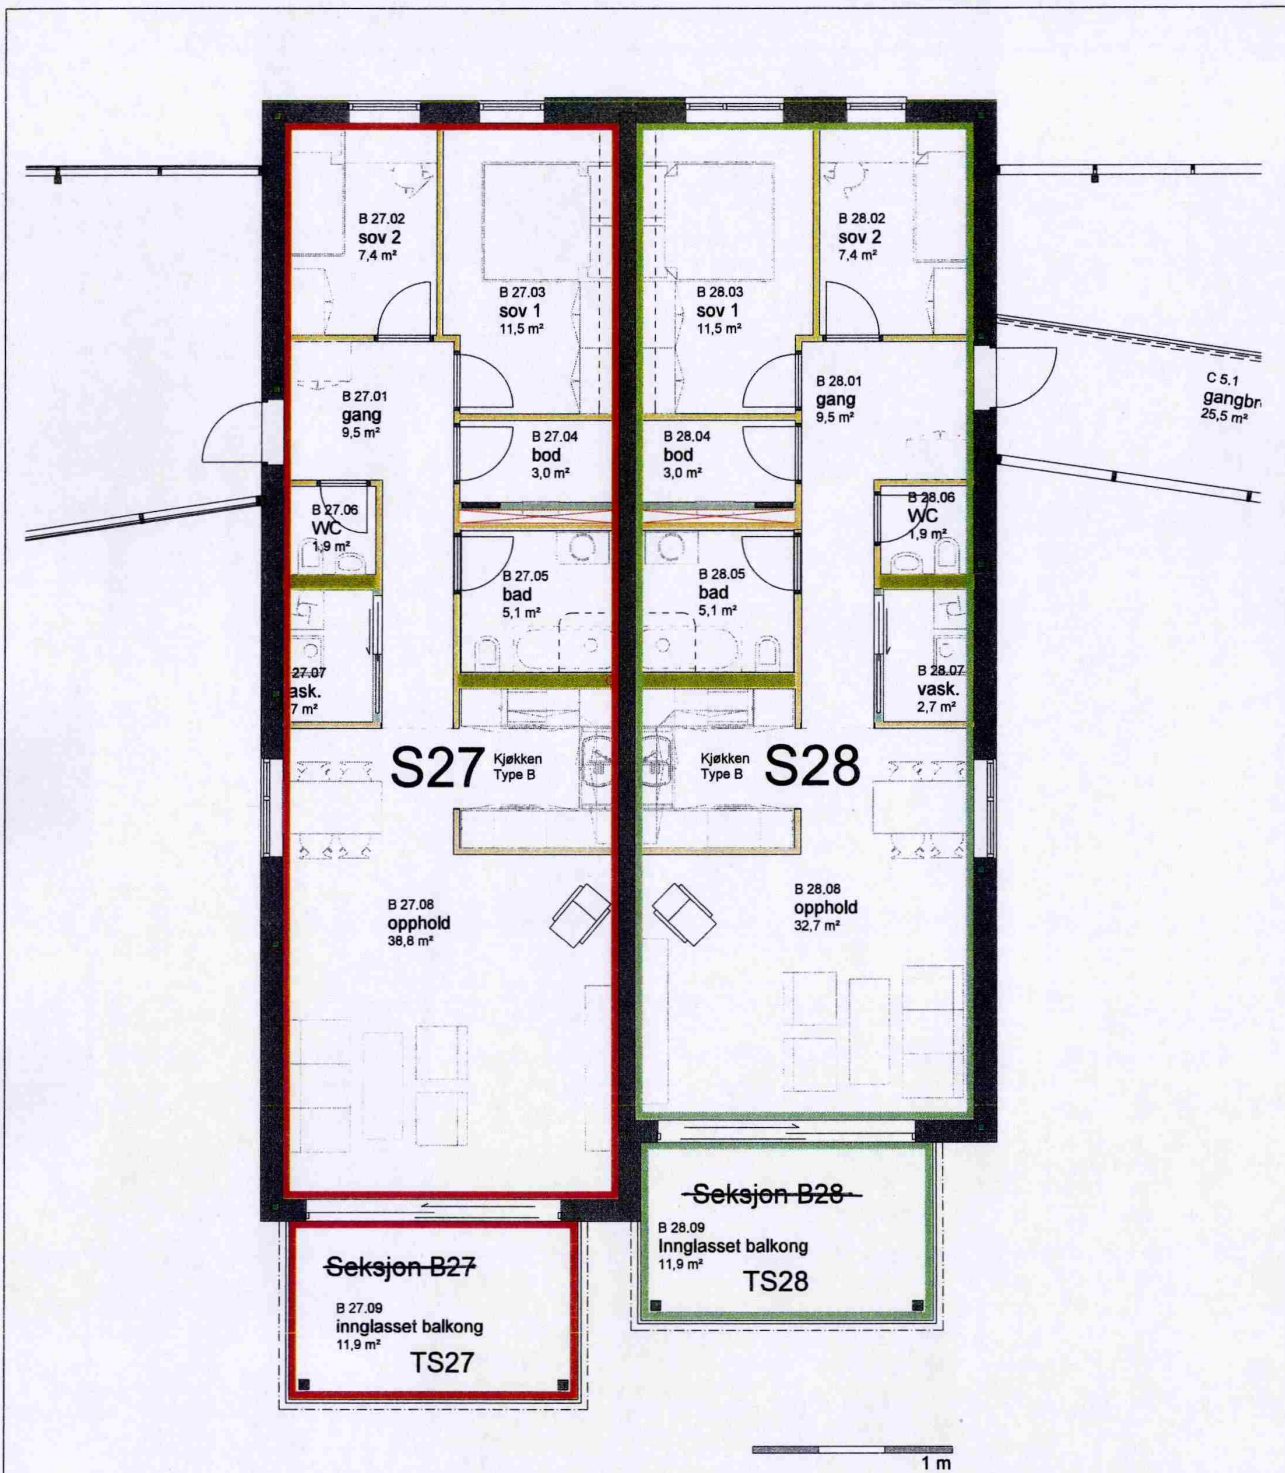 B 27.02
sov 2
7,4 m²
B 27.03
sov 1
11,5 m²
B 28.03
sov 1
11,5 m²
B 28.02
sov 2
7,4 m²
B 27.01
gang
9,5 m²
B 28.01
gang
9,5 m²
C 5.1
gangbr
25,5 m²
B 27.04
bod
3,0 m²
B 28.04
bod
3,0 m²
B 27.06
WC
1,9 m²
B 28.06
WC
1,9 m²
B 27.05
bad
5,1 m²
B 28.05
bad
5,1 m²
27.07
ask.
7 m²
B 28.07
vask.
2,7 m²
S27
Kjøkken
Type B
Kjøkken
Type B
S28
B 27.08
opphold
38,8 m²
B 28.08
opphold
32,7 m²
Seksjon B28
B 28.09
Innglasset balkong
11,9 m²
TS28
Seksjon B27
B 27.09
innglasset balkong
11,9 m²
TS27
1 m